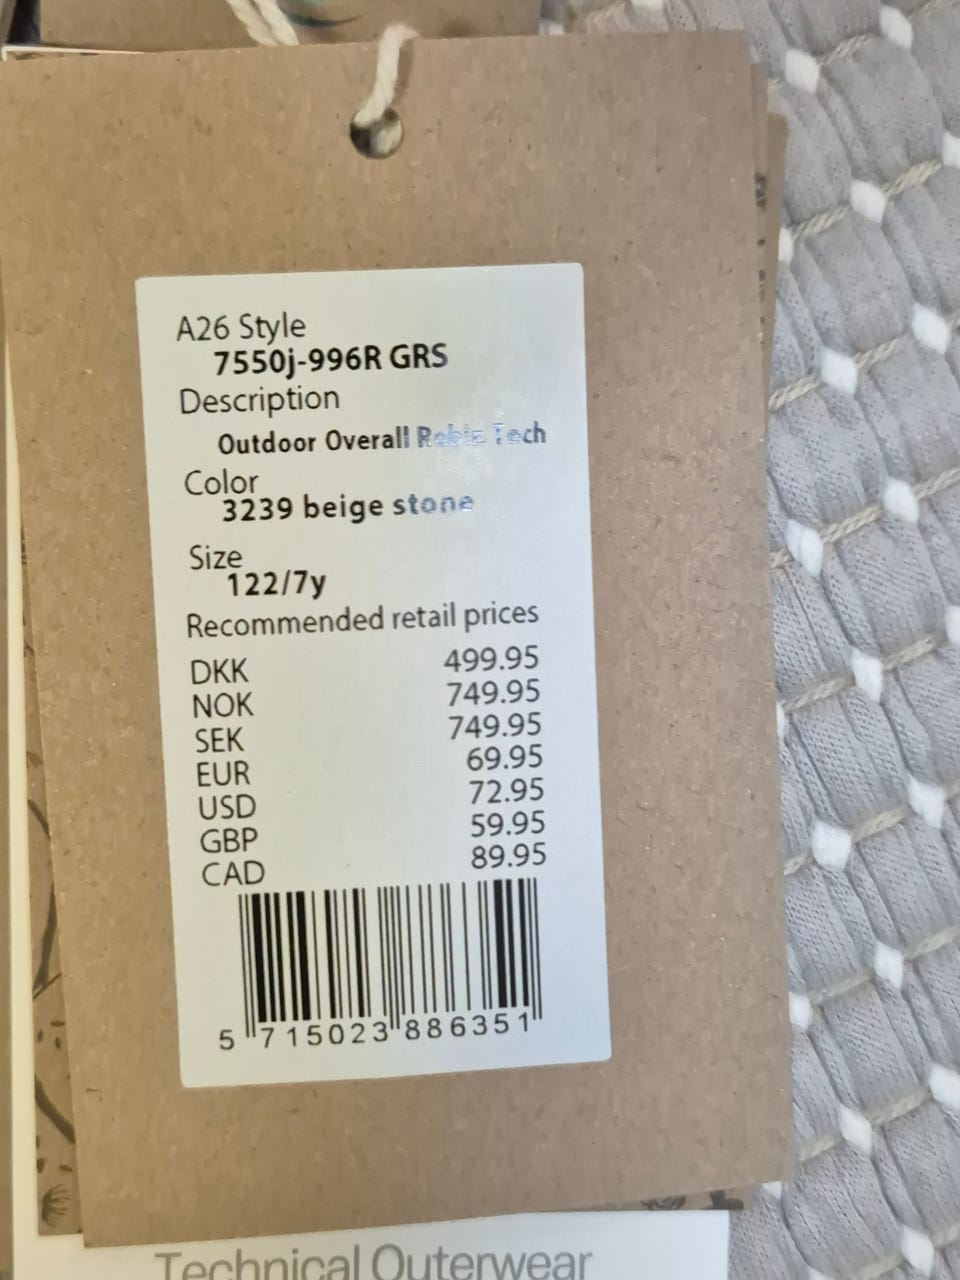 A26 Style
7550j-996R GRS
Description
Outdoor Overall Robin Tech
Color
3239 beige stone
Size
122/7y
Recommended retail prices
DKK 499.95
NOK 749.95
SEK 749.95
EUR 69.95
USD 72.95
GBP 59.95
CAD 89.95
5 715023 886351
Technical Outerwear